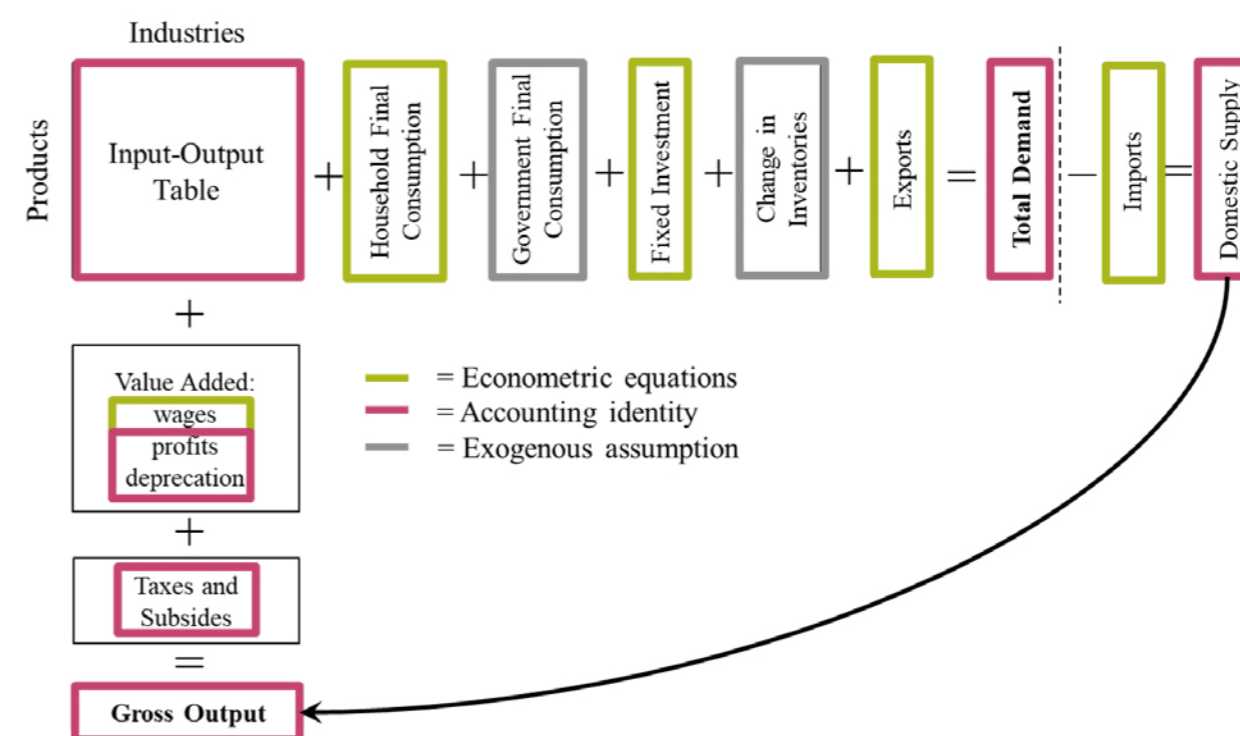 Industries
Products
Input-Output
Table
+
Household Final
Consumption
+
Government Final
Consumption
+
Fixed Investment
+
Change in
Inventories
+
Exports
=
Total Demand
−
Imports
=
Domestic Supply
+
Value Added:
wages
profits
deprecation
+
Taxes and
Subsides
=
Gross Output
= Econometric equations
= Accounting identity
= Exogenous assumption